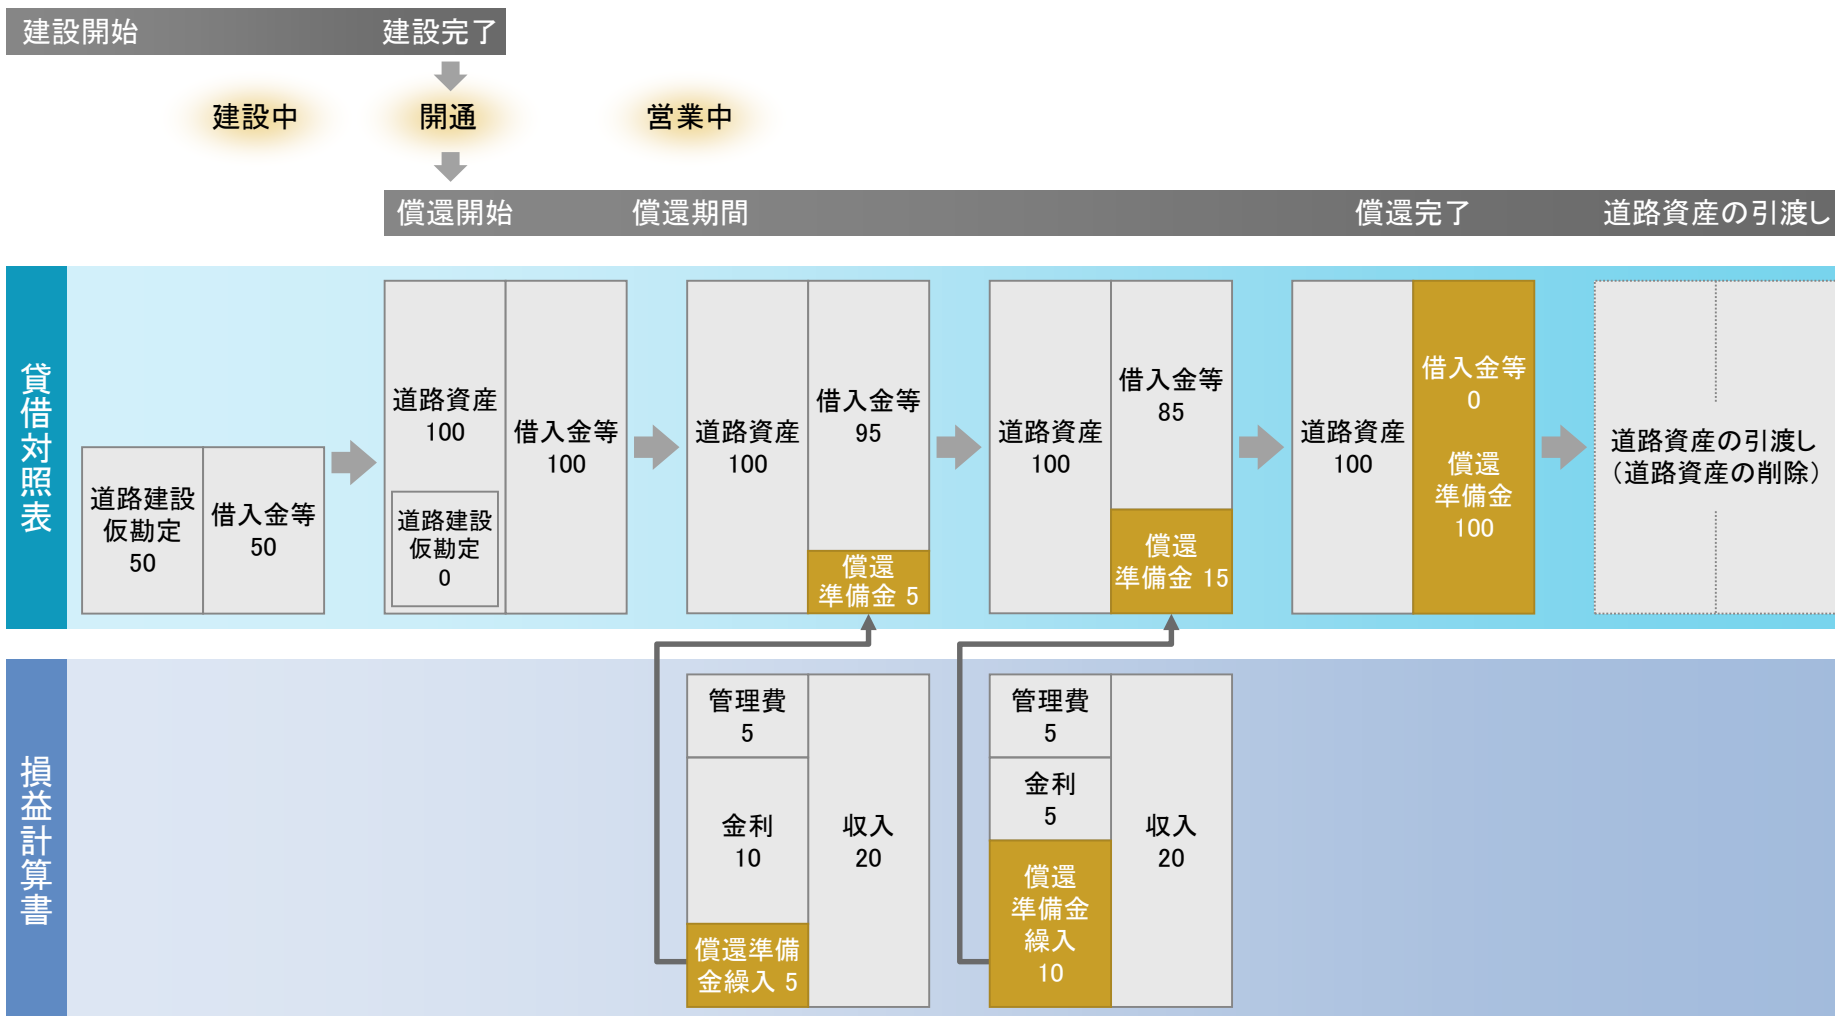 建設開始
建設完了
建設中
開通
営業中
償還開始
償還期間
償還完了
道路資産の引渡し
貸借対照表
道路建設
仮勘定
50
借入金等
50
道路資産
100
道路建設
仮勘定
0
借入金等
100
道路資産
100
借入金等
95
償還
準備金 5
道路資産
100
借入金等
85
償還
準備金 15
道路資産
100
借入金等
0
償還
準備金
100
道路資産の引渡し
（道路資産の削除）
損益計算書
管理費
5
金利
10
償還準備
金繰入 5
収入
20
管理費
5
金利
5
償還
準備金
繰入
10
収入
20